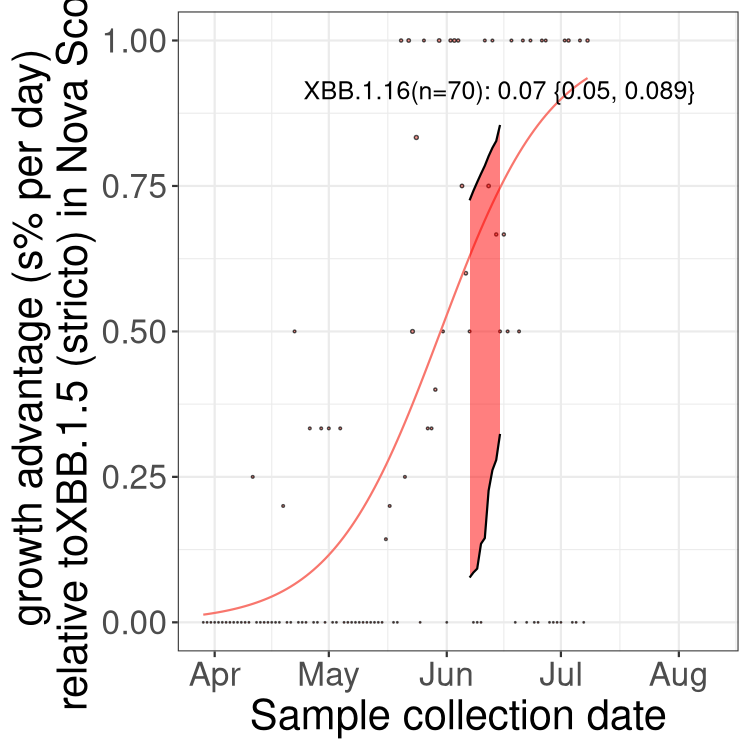 growth advantage (s% per day)
relative toXBB.1.5 (stricto) in Nova Sco
1.00
0.75
0.50
0.25
0.00
XBB.1.16(n=70): 0.07 {0.05, 0.089}
Apr May Jun Jul Aug
Sample collection date